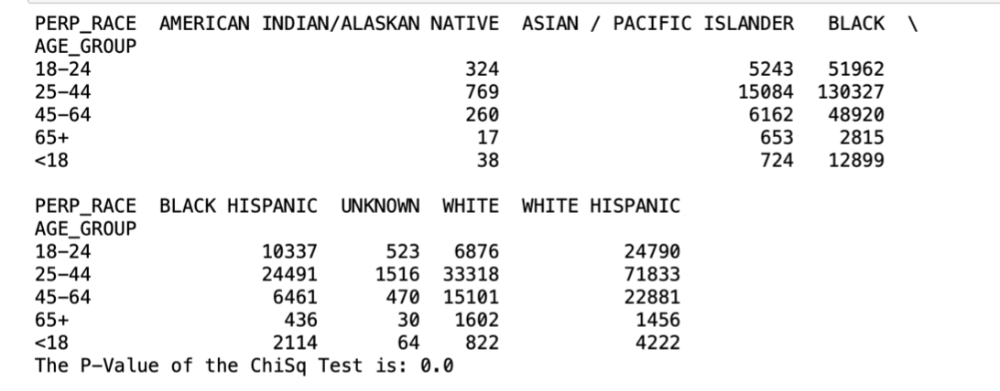 PERP_RACE  AMERICAN INDIAN/ALASKAN NATIVE  ASIAN / PACIFIC ISLANDER   BLACK  \
AGE_GROUP
18-24                                 324                      5243   51962
25-44                                 769                     15084  130327
45-64                                 260                      6162   48920
65+                                    17                       653    2815
<18                                    38                       724   12899

PERP_RACE  BLACK HISPANIC  UNKNOWN  WHITE  WHITE HISPANIC
AGE_GROUP
18-24               10337      523   6876           24790
25-44               24491     1516  33318           71833
45-64                6461      470  15101           22881
65+                   436       30   1602            1456
<18                  2114       64    822            4222
The P-Value of the ChiSq Test is: 0.0